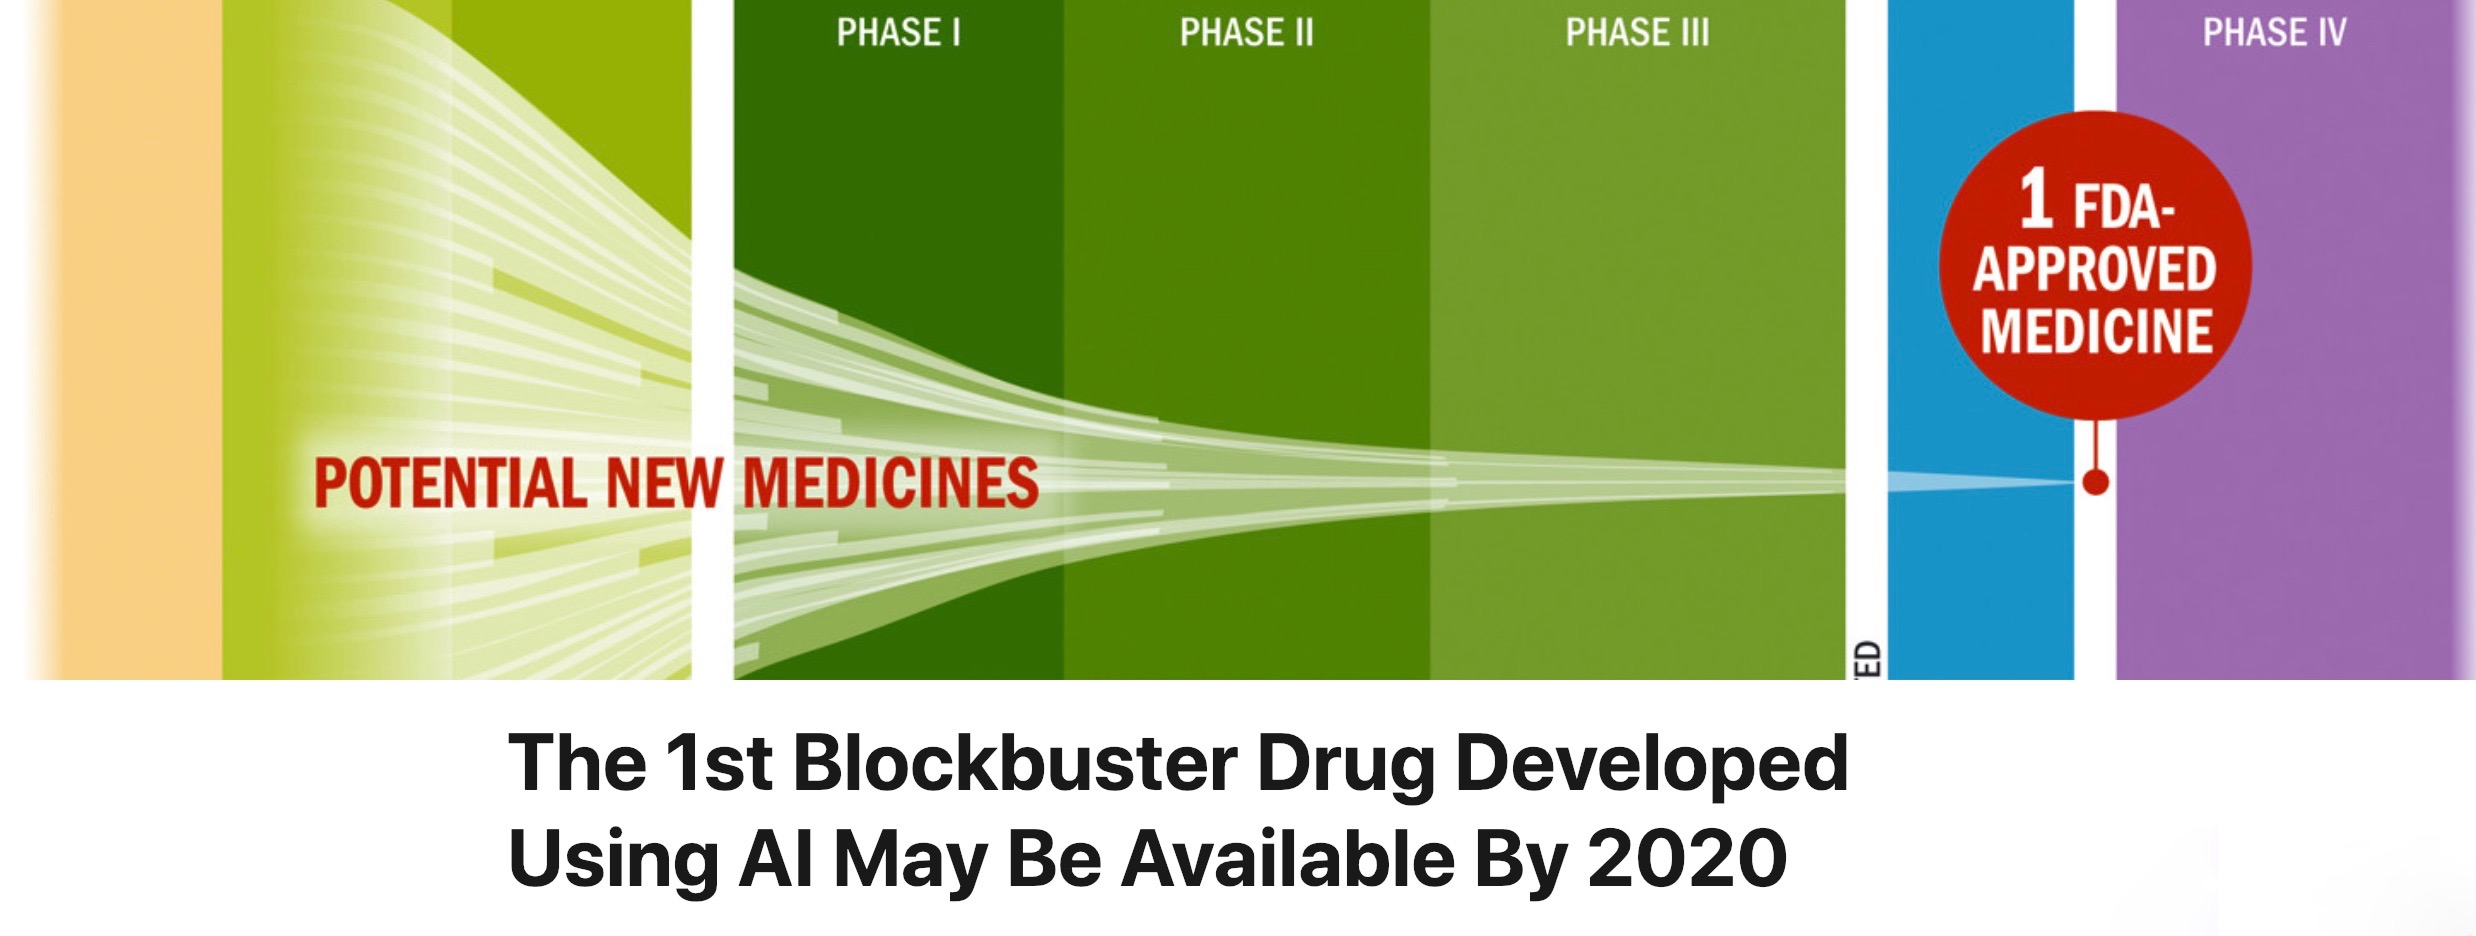 PHASE I
PHASE II
PHASE III
PHASE IV
1 FDA-
APPROVED
MEDICINE
POTENTIAL NEW MEDICINES
ED
The 1st Blockbuster Drug Developed
Using AI May Be Available By 2020